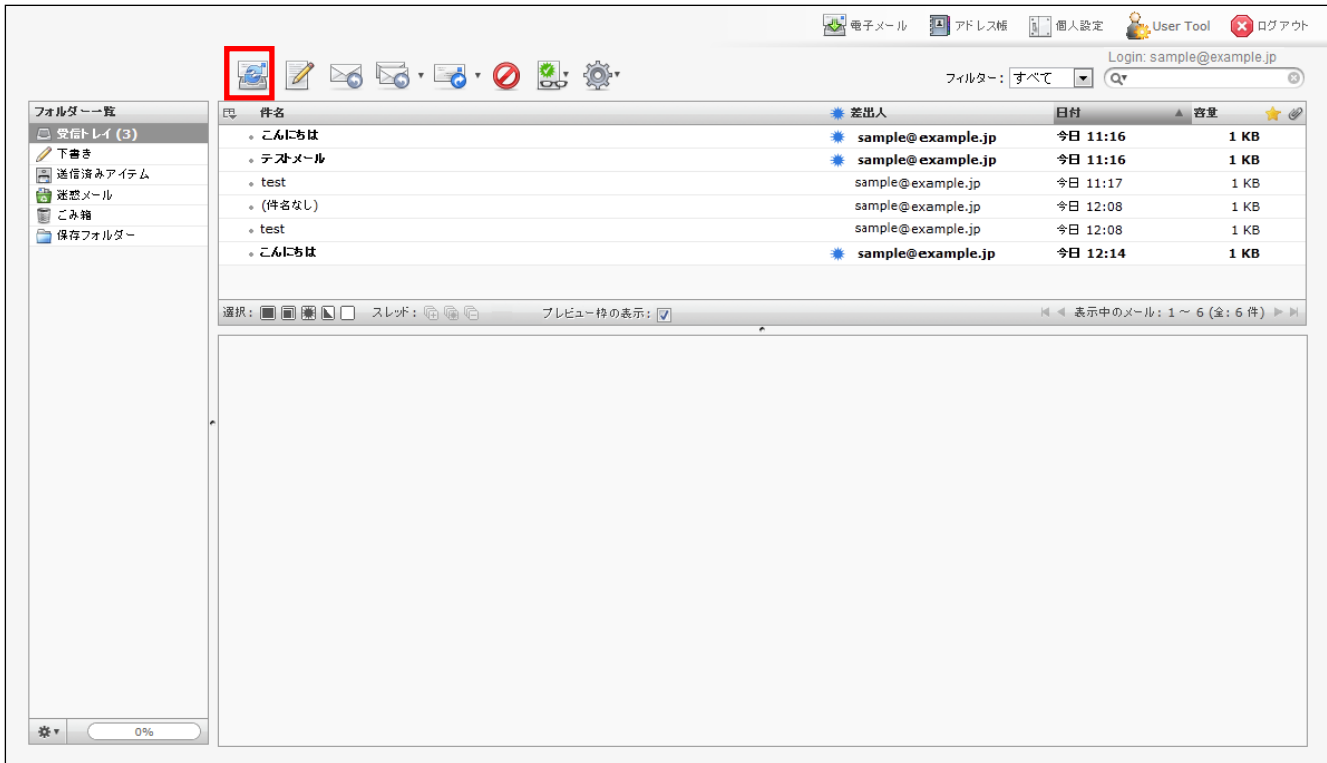 電子メール アドレス帳 個人設定 User Tool ログアウト
Login: sample@example.jp
フィルター: すべて
フォルダー一覧
受信トレイ (3)
下書き
送信済みアイテム
迷惑メール
ごみ箱
保存フォルダー
件名 差出人 日付 容量
こんにちは sample@example.jp 今日 11:16 1 KB
テストメール sample@example.jp 今日 11:16 1 KB
test sample@example.jp 今日 11:17 1 KB
(件名なし) sample@example.jp 今日 12:08 1 KB
test sample@example.jp 今日 12:08 1 KB
こんにちは sample@example.jp 今日 12:14 1 KB
選択: スレッド: プレビュー枠の表示: 表示中のメール: 1 ~ 6 (全: 6 件)
0%